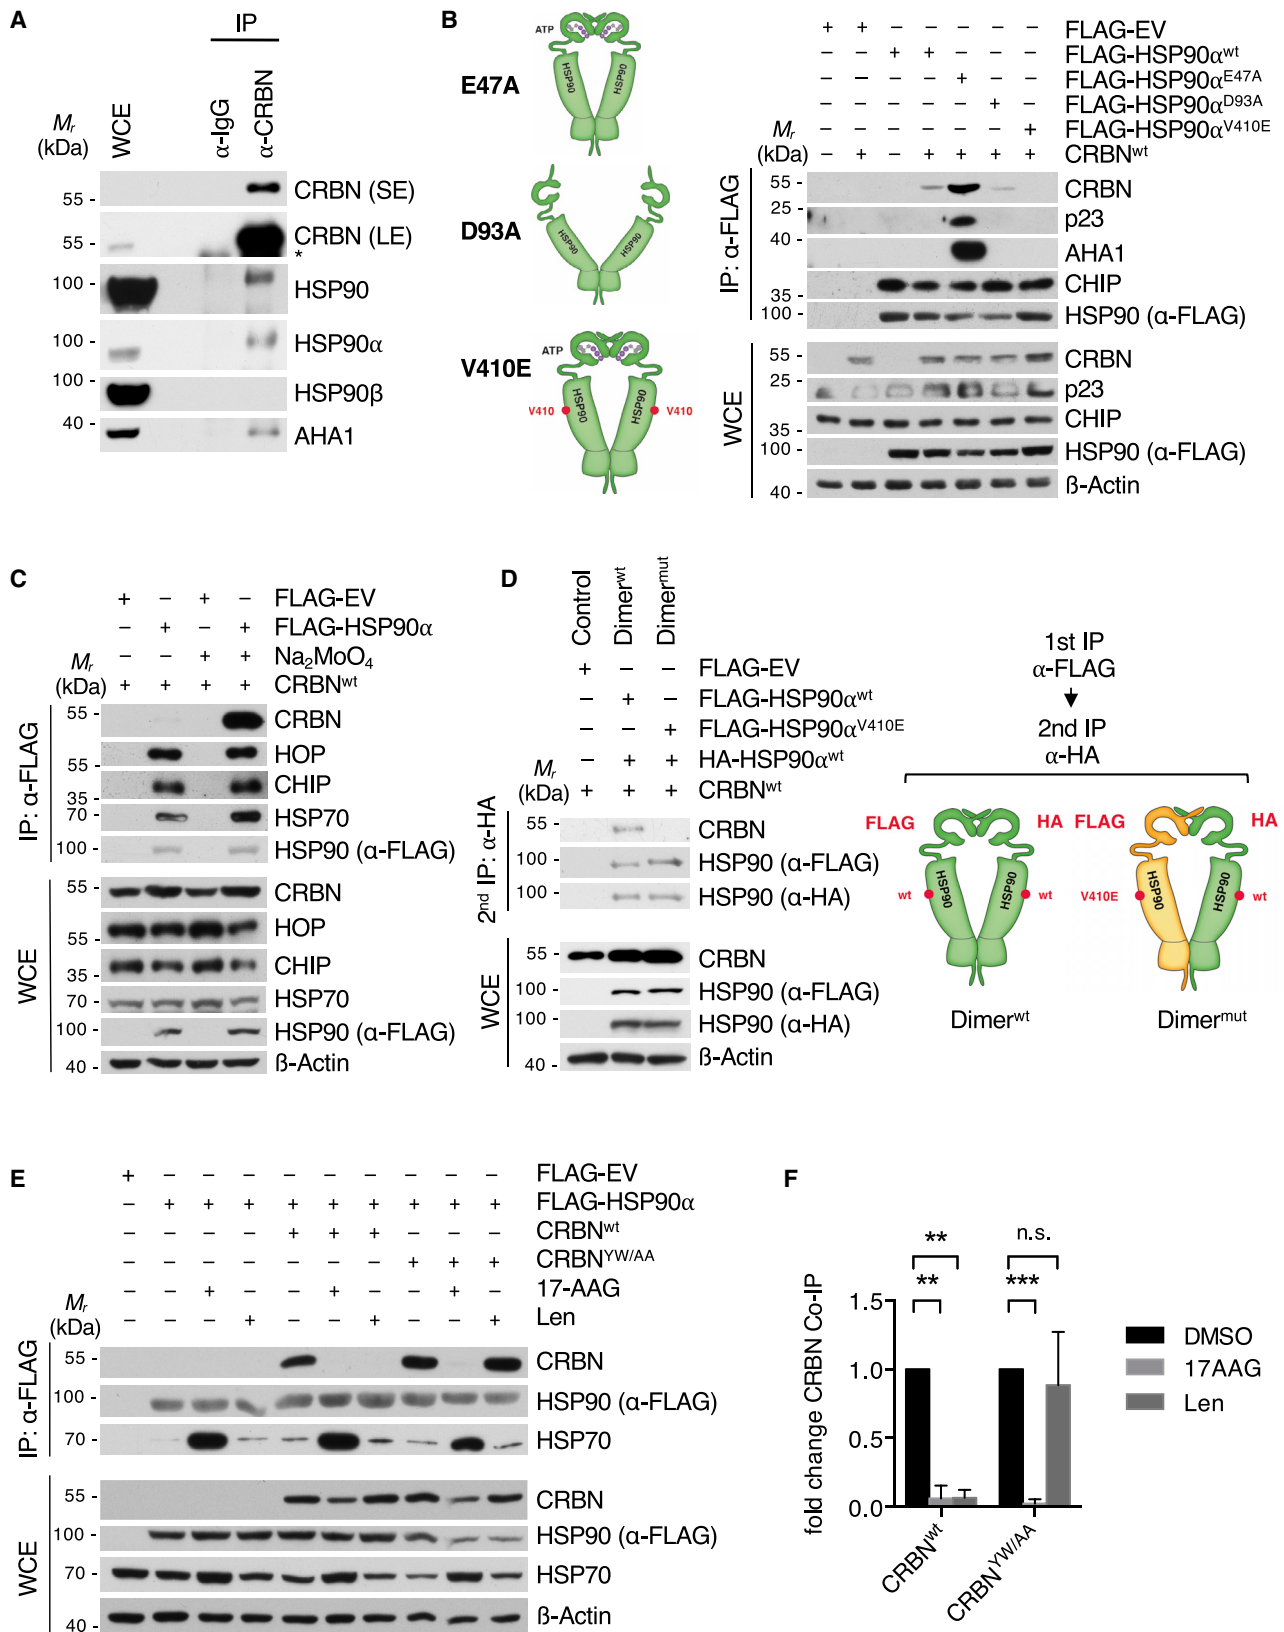 A
IP
WCE
α-IgG
α-CRBN
Mr
(kDa)
55 - CRBN (SE)
55 - CRBN (LE)
*
100 - HSP90
100 - HSP90α
100 - HSP90β
40 - AHA1
B
E47A
ATP
HSP90 HSP90
D93A
HSP90 HSP90
V410E
ATP
HSP90 HSP90
V410 V410
+ + − − − − − FLAG-EV
− − + + − − − FLAG-HSP90αwt
− − − − + − − FLAG-HSP90αE47A
− − − − − + − FLAG-HSP90αD93A
− − − − − − + FLAG-HSP90αV410E
Mr
(kDa) − + − + + + + CRBNwt
IP: α-FLAG
55 - CRBN
25 - p23
40 - AHA1
35 - CHIP
100 - HSP90 (α-FLAG)
WCE
55 - CRBN
25 - p23
35 - CHIP
100 - HSP90 (α-FLAG)
40 - ß-Actin
C
+ − + − FLAG-EV
− + − + FLAG-HSP90α
− − + + Na2MoO4
Mr
(kDa) + + + + CRBNwt
IP: α-FLAG
55 - CRBN
55 - HOP
35 - CHIP
70 - HSP70
100 - HSP90 (α-FLAG)
WCE
55 - CRBN
55 - HOP
35 - CHIP
70 - HSP70
100 - HSP90 (α-FLAG)
40 - ß-Actin
D
Control
Dimerwt
Dimermut
+ − − FLAG-EV
− + − FLAG-HSP90αwt
− − + FLAG-HSP90αV410E
− + + HA-HSP90αwt
Mr
(kDa) + + + CRBNwt
2nd IP: α-HA
55 - CRBN
100 - HSP90 (α-FLAG)
100 - HSP90 (α-HA)
WCE
55 - CRBN
100 - HSP90 (α-FLAG)
100 - HSP90 (α-HA)
40 - ß-Actin
1st IP
α-FLAG
2nd IP
α-HA
FLAG HA FLAG HA
HSP90 HSP90 HSP90 HSP90
wt wt V410E wt
Dimerwt Dimermut
E
+ − − − − − − − − − FLAG-EV
− + + + + + + + + + FLAG-HSP90α
− − − − + + + − − − CRBNwt
− − − − − − − + + + CRBNYW/AA
− − + − − + − − + − 17-AAG
− − − + − − + − − + Len
Mr
(kDa)
IP: α-FLAG
55 - CRBN
100 - HSP90 (α-FLAG)
70 - HSP70
WCE
55 - CRBN
100 - HSP90 (α-FLAG)
70 - HSP70
40 - ß-Actin
F
fold change CRBN Co-IP
1.5
1.0
0.5
0.0
**
**
n.s.
***
CRBNwt
CRBNYW/AA
DMSO
17AAG
Len